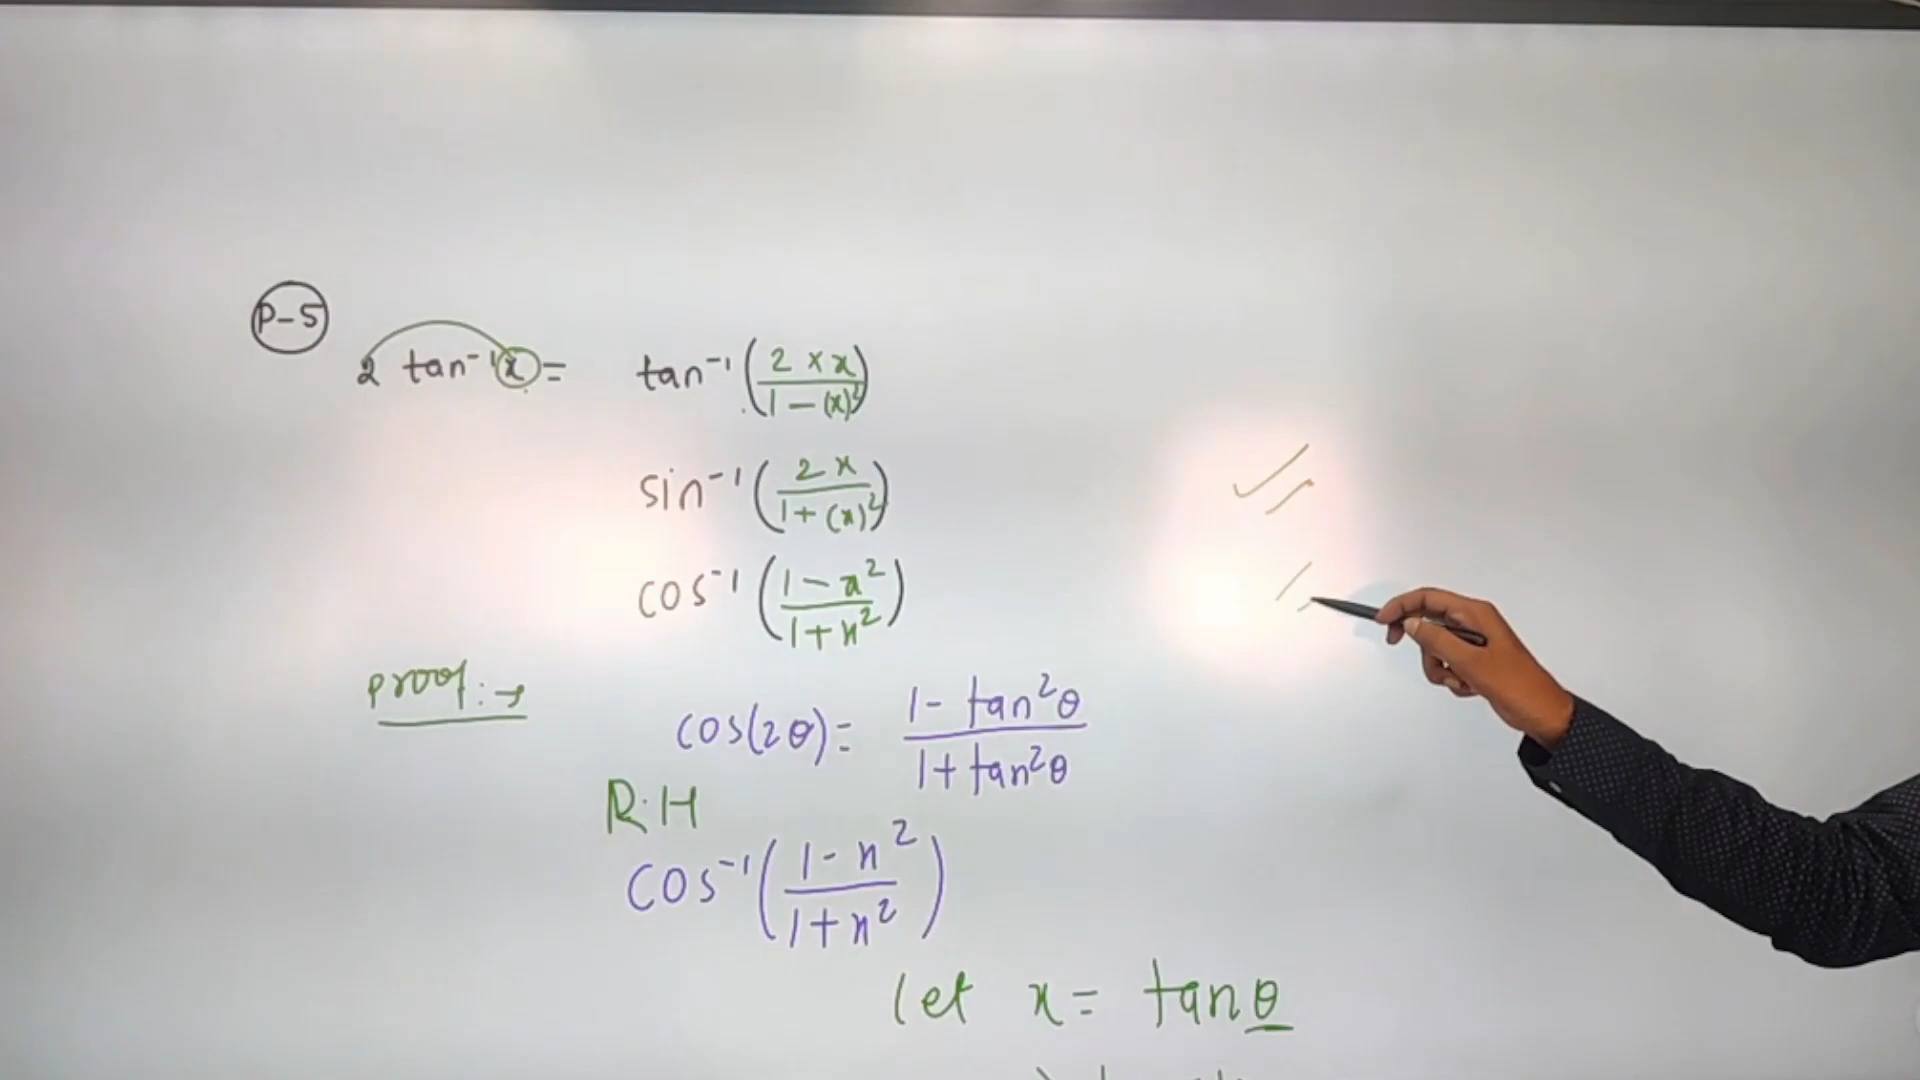 P-5
2 tan⁻¹x = tan⁻¹(2 × x / 1 - (x)²)
sin⁻¹(2x / 1 + (x)²)
cos⁻¹(1 - x² / 1 + x²)
proof :→
cos(2θ) = 1 - tan²θ / 1 + tan²θ
R.H
cos⁻¹(1 - x² / 1 + x²)
let x = tanθ